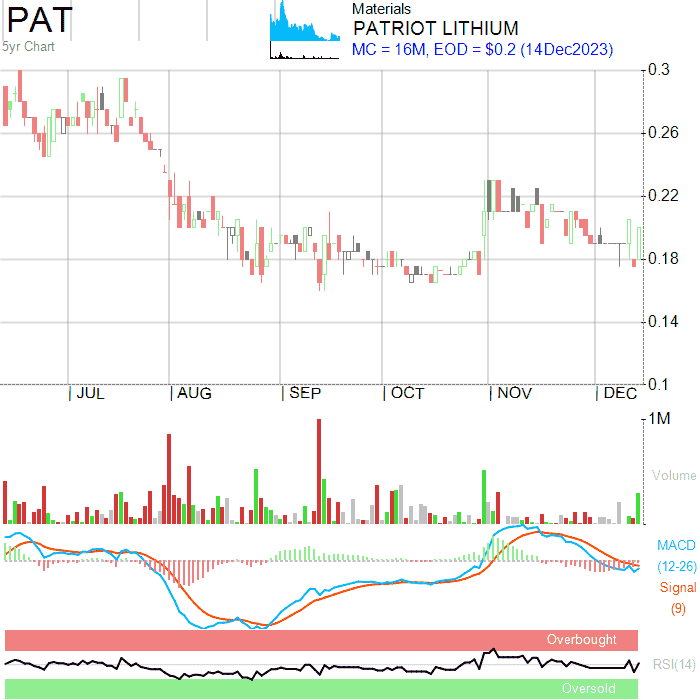 PAT
5yr Chart
Materials
PATRIOT LITHIUM
MC = 16M, EOD = $0.2 (14Dec2023)
0.3
0.26
0.22
0.18
0.14
0.1
JUL
AUG
SEP
OCT
NOV
DEC
1M
Volume
MACD
(12-26)
Signal
(9)
Overbought
RSI(14)
Oversold